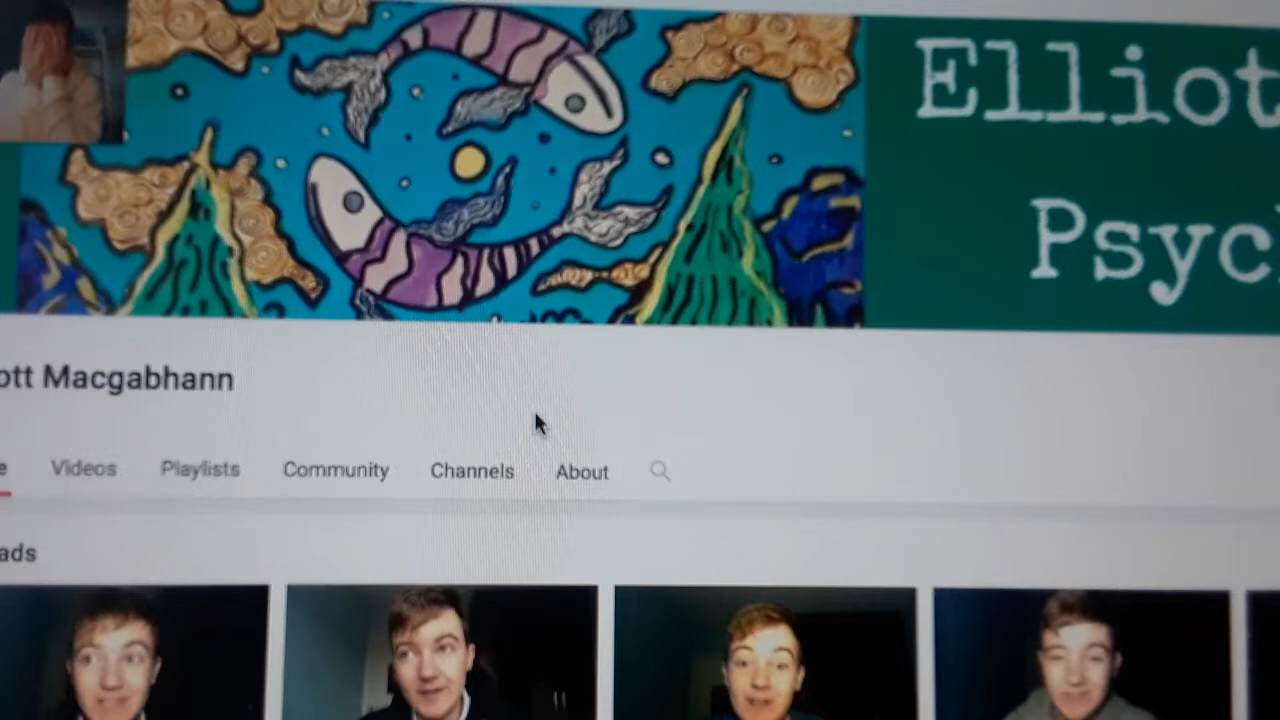 Elliot
Psyc
ott Macgabhann
e Videos Playlists Community Channels About
ads